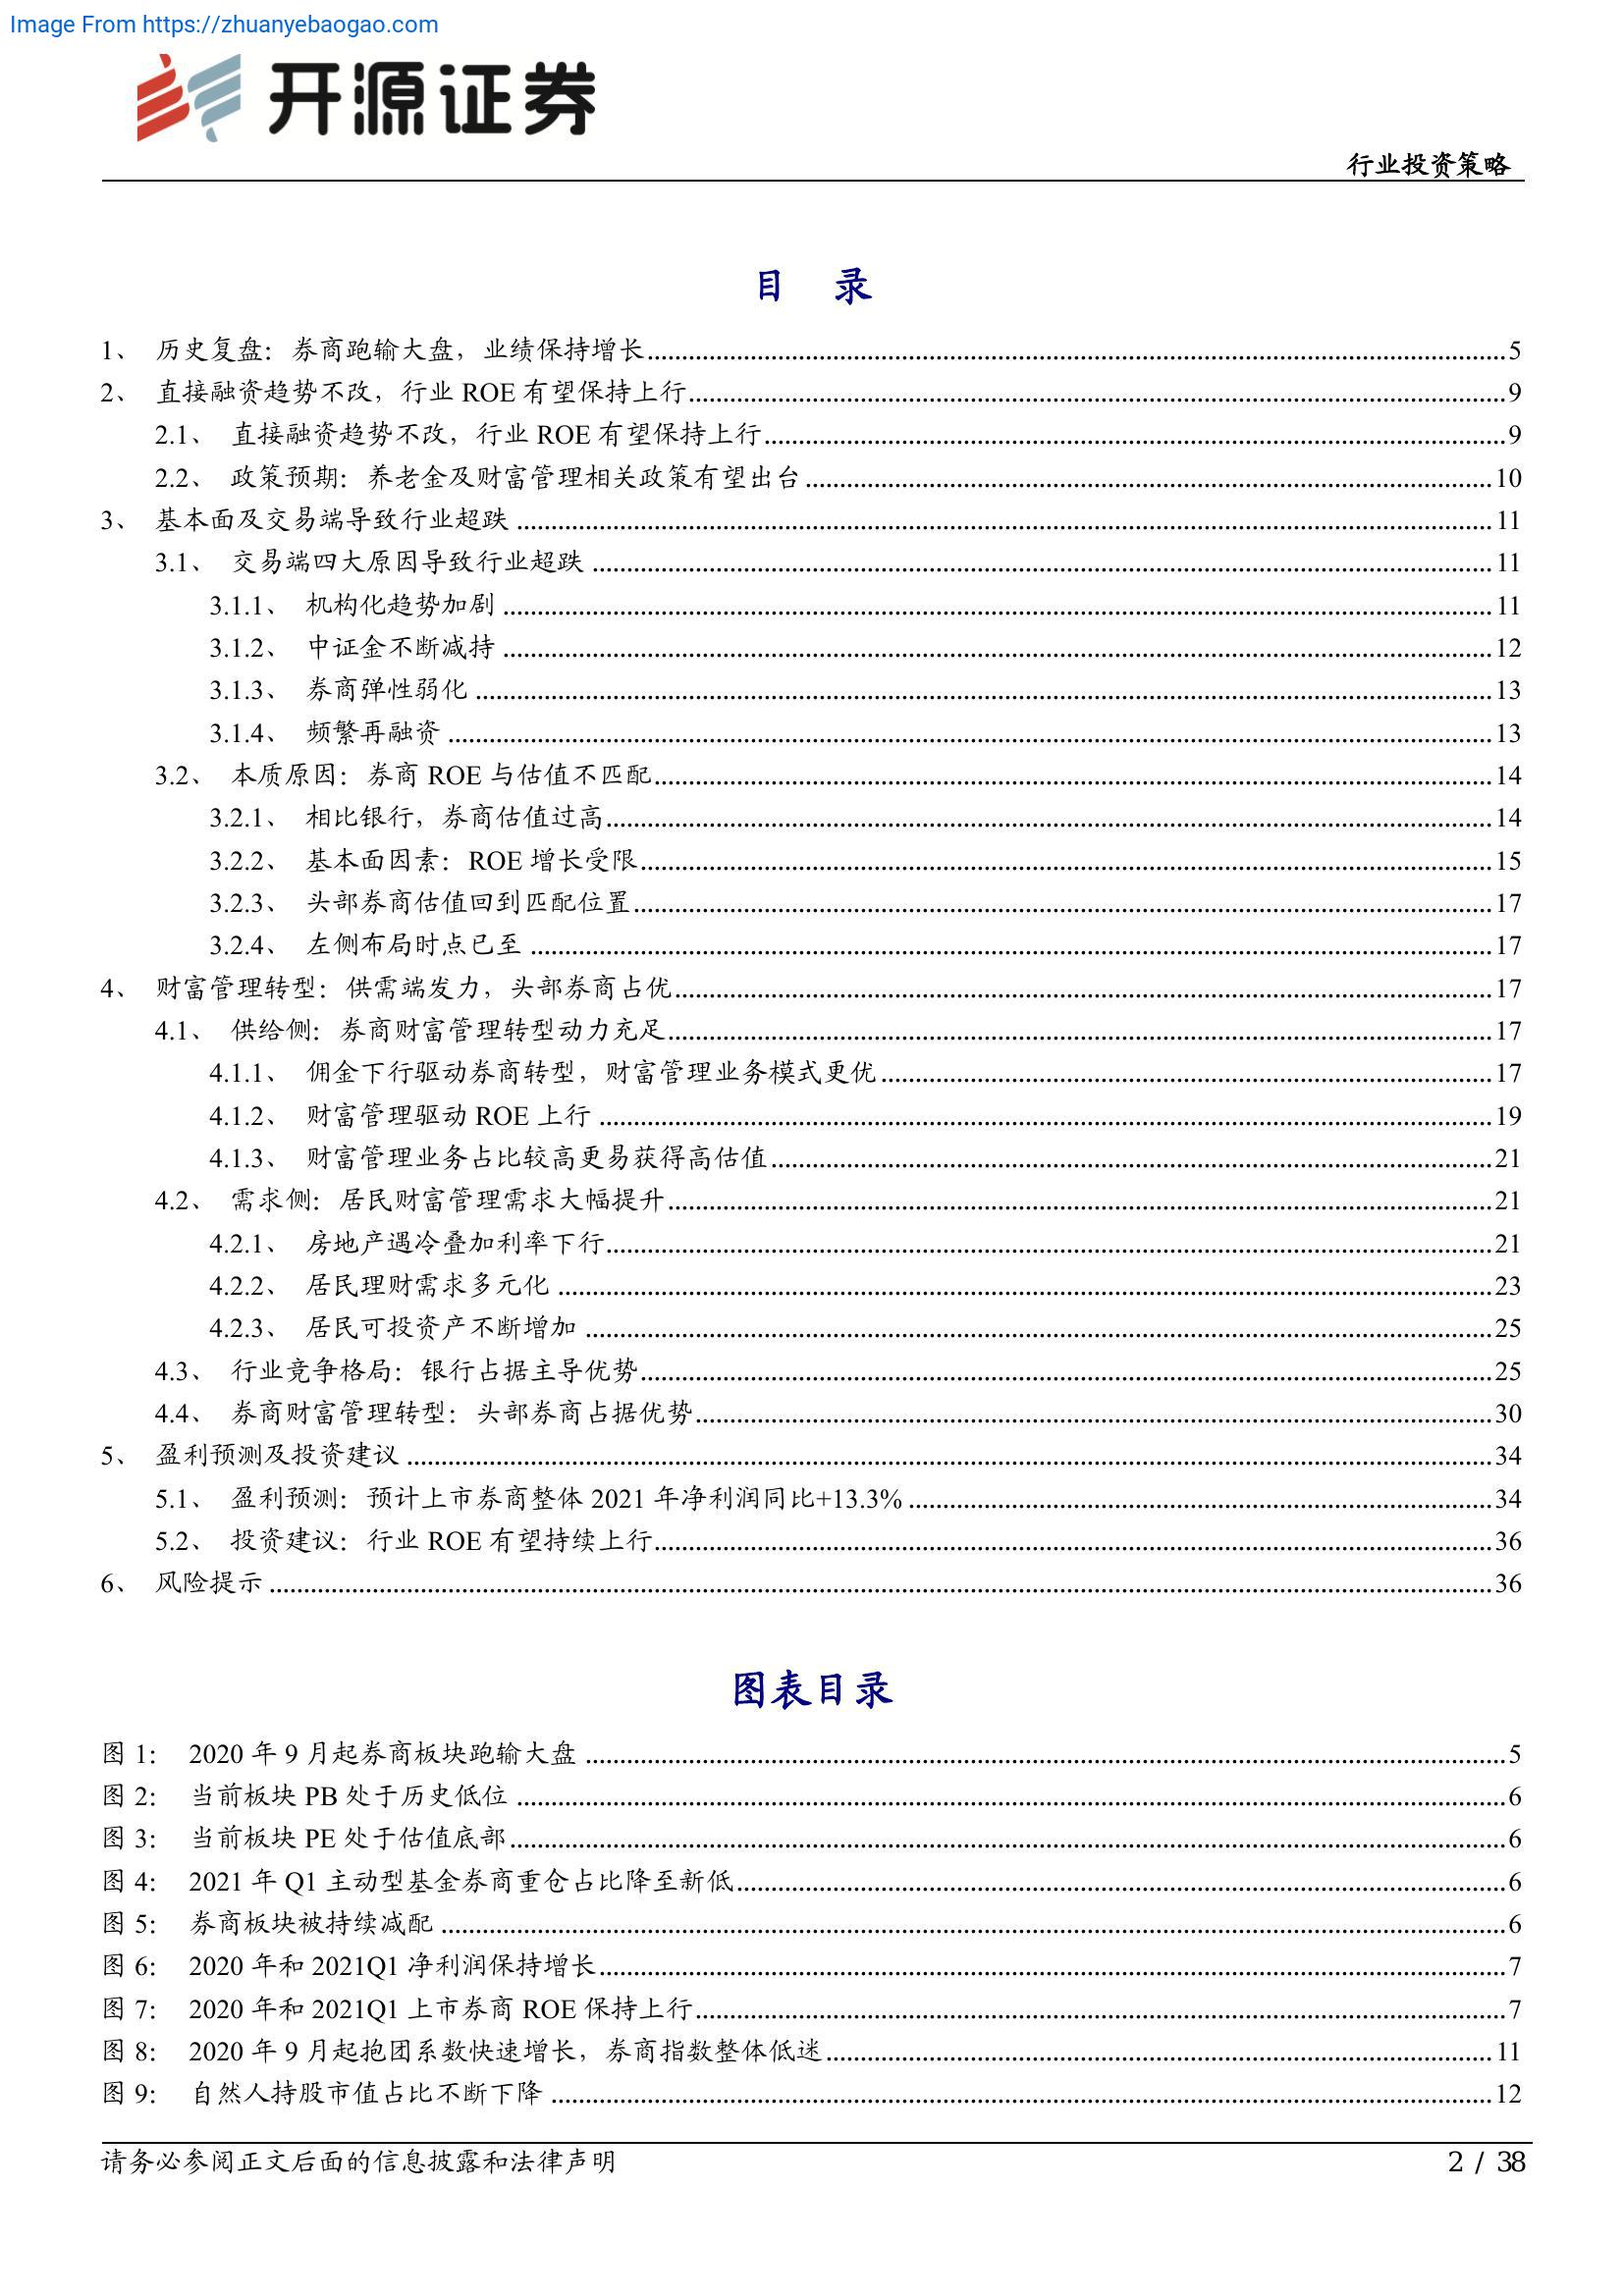 Image From https://zhuanyebaogao.com
开源证券
行业投资策略
目 录
1、 历史复盘：券商跑输大盘，业绩保持增长 5
2、 直接融资趋势不改，行业 ROE 有望保持上行 9
2.1、 直接融资趋势不改，行业 ROE 有望保持上行 9
2.2、 政策预期：养老金及财富管理相关政策有望出台 10
3、 基本面及交易端导致行业超跌 11
3.1、 交易端四大原因导致行业超跌 11
3.1.1、 机构化趋势加剧 11
3.1.2、 中证金不断减持 12
3.1.3、 券商弹性弱化 13
3.1.4、 频繁再融资 13
3.2、 本质原因：券商 ROE 与估值不匹配 14
3.2.1、 相比银行，券商估值过高 14
3.2.2、 基本面因素：ROE 增长受限 15
3.2.3、 头部券商估值回到匹配位置 17
3.2.4、 左侧布局时点已至 17
4、 财富管理转型：供需端发力，头部券商占优 17
4.1、 供给侧：券商财富管理转型动力充足 17
4.1.1、 佣金下行驱动券商转型，财富管理业务模式更优 17
4.1.2、 财富管理驱动 ROE 上行 19
4.1.3、 财富管理业务占比较高更易获得高估值 21
4.2、 需求侧：居民财富管理需求大幅提升 21
4.2.1、 房地产遇冷叠加利率下行 21
4.2.2、 居民理财需求多元化 23
4.2.3、 居民可投资产不断增加 25
4.3、 行业竞争格局：银行占据主导优势 25
4.4、 券商财富管理转型：头部券商占据优势 30
5、 盈利预测及投资建议 34
5.1、 盈利预测：预计上市券商整体 2021 年净利润同比+13.3% 34
5.2、 投资建议：行业 ROE 有望持续上行 36
6、 风险提示 36
图表目录
图 1： 2020 年 9 月起券商板块跑输大盘 5
图 2： 当前板块 PB 处于历史低位 6
图 3： 当前板块 PE 处于估值底部 6
图 4： 2021 年 Q1 主动型基金券商重仓占比降至新低 6
图 5： 券商板块被持续减配 6
图 6： 2020 年和 2021Q1 净利润保持增长 7
图 7： 2020 年和 2021Q1 上市券商 ROE 保持上行 7
图 8： 2020 年 9 月起抱团系数快速增长，券商指数整体低迷 11
图 9： 自然人持股市值占比不断下降 12
请务必参阅正文后面的信息披露和法律声明 2 / 38